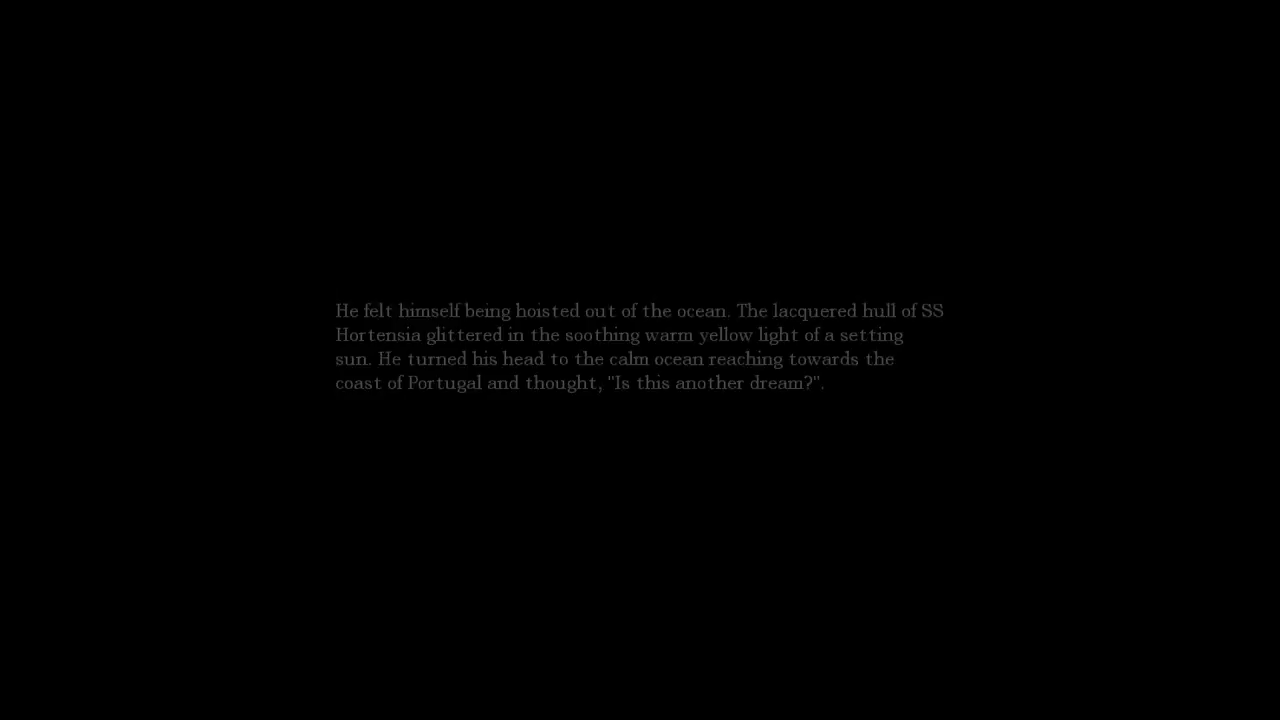 He felt himself being hoisted out of the ocean. The lacquered hull of SS
Hortensia glittered in the soothing warm yellow light of a setting
sun. He turned his head to the calm ocean reaching towards the
coast of Portugal and thought, "Is this another dream?".